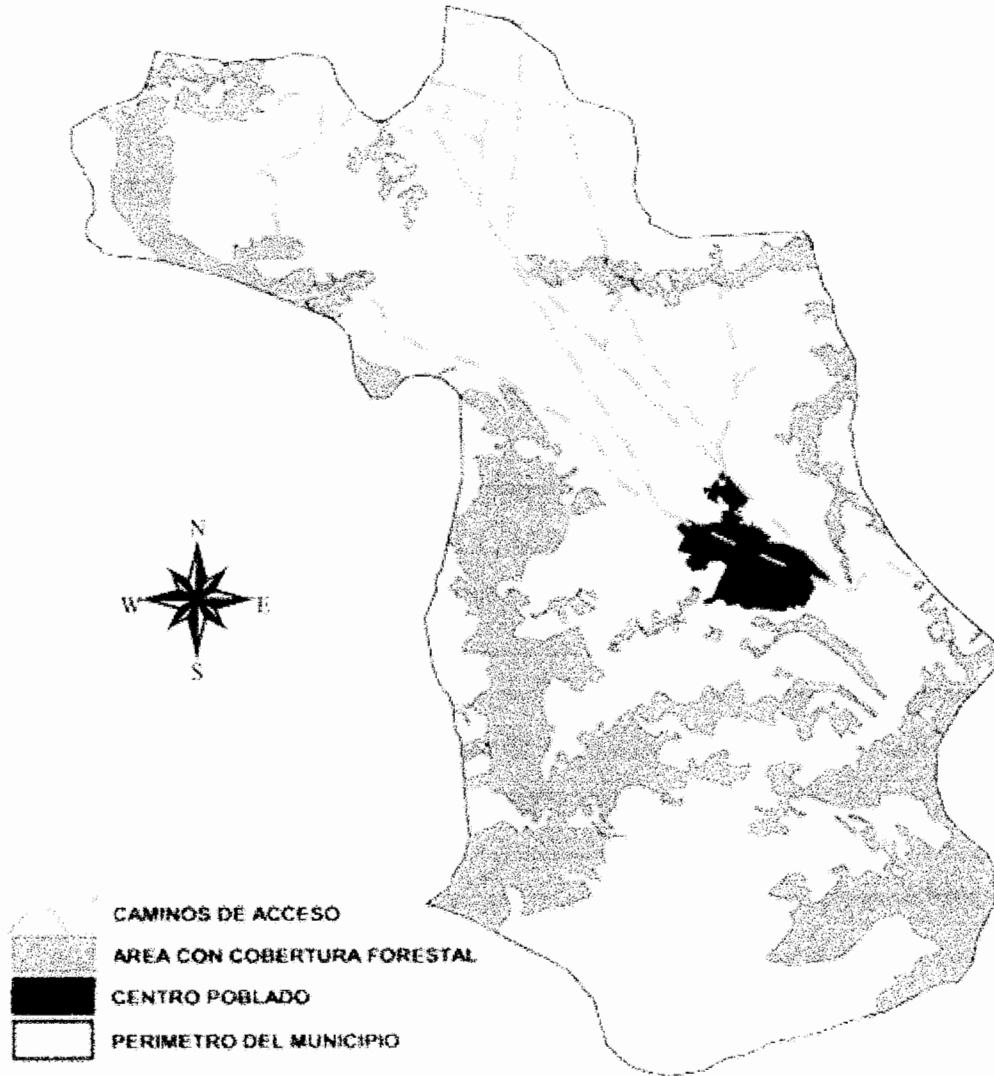 N
W E
S
CAMINOS DE ACCESO
AREA CON COBERTURA FORESTAL
CENTRO POBLADO
PERIMETRO DEL MUNICIPIO